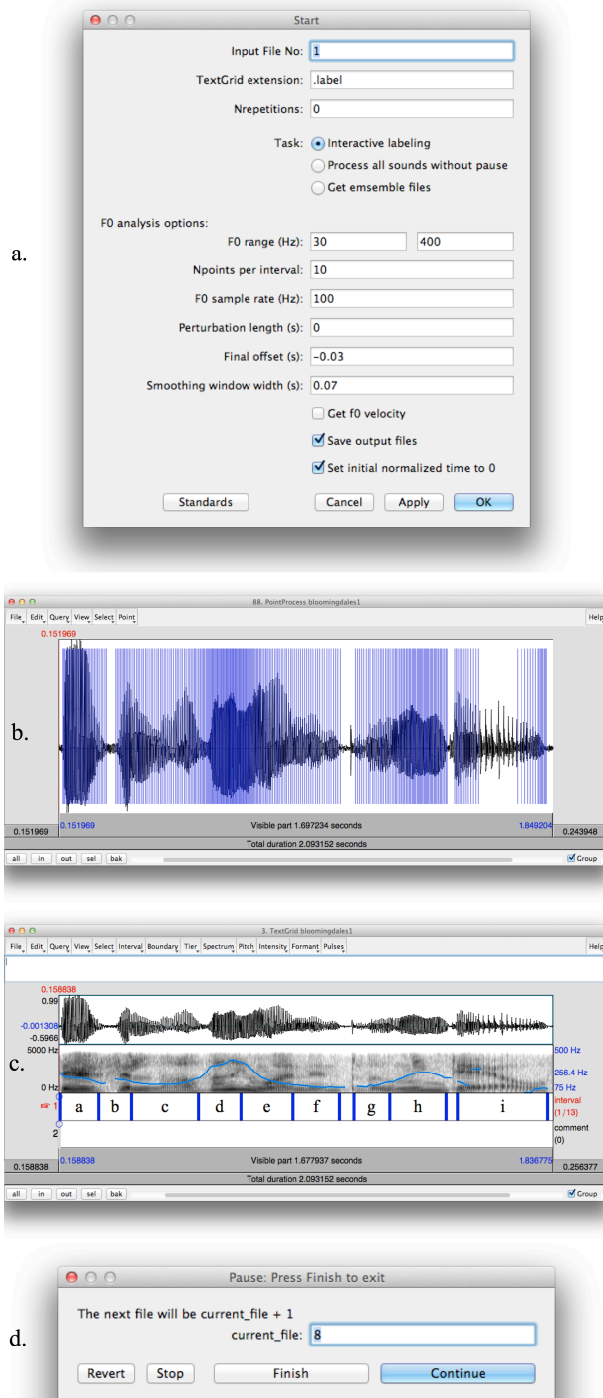 Start
Input File No: 1
TextGrid extension: .label
Nrepetitions: 0
Task: Interactive labeling
Process all sounds without pause
Get emsemble files
a.
F0 analysis options:
F0 range (Hz): 30 400
Npoints per interval: 10
F0 sample rate (Hz): 100
Perturbation length (s): 0
Final offset (s): -0.03
Smoothing window width (s): 0.07
Get f0 velocity
Save output files
Set initial normalized time to 0
Standards Cancel Apply OK
88. PointProcess bloomingdales1
File Edit Query View Select Point Help
0.151969
b.
0.151969 0.151969 Visible part 1.697234 seconds 1.849204 0.243948
Total duration 2.093152 seconds
all in out sel bak Group
3. TextGrid bloomingdales1
File Edit Query View Select Interval Boundary Tier Spectrum Pitch Intensity Formant Pulses Help
0.158838
0.99
-0.001308
-0.5966
5000 Hz 500 Hz
c.
266.4 Hz
0 Hz 75 Hz
1 a b c d e f g h i interval
(1/13)
2 comment
(0)
0.158838 0.158838 Visible part 1.677937 seconds 1.836775 0.256377
Total duration 2.093152 seconds
all in out sel bak Group
Pause: Press Finish to exit
The next file will be current_file + 1
d.
current_file: 8
Revert Stop Finish Continue